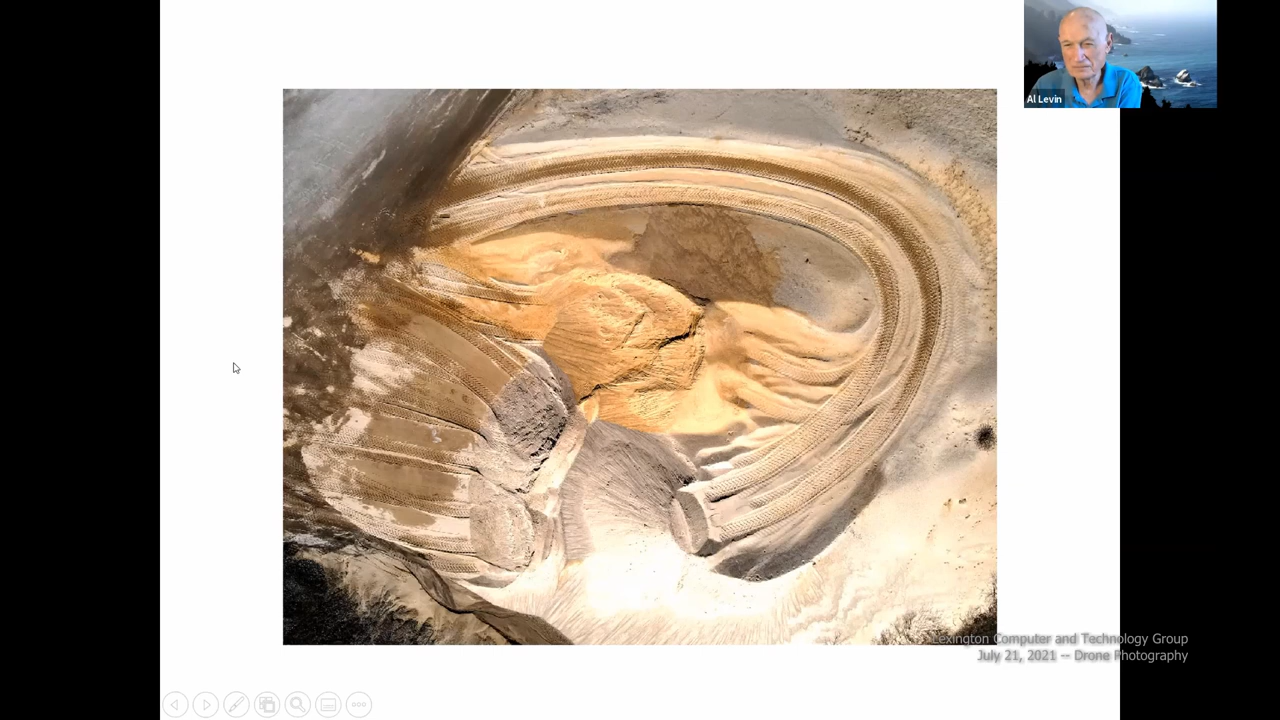 Al Levin
Lexington Computer and Technology Group
July 21, 2021 -- Drone Photography